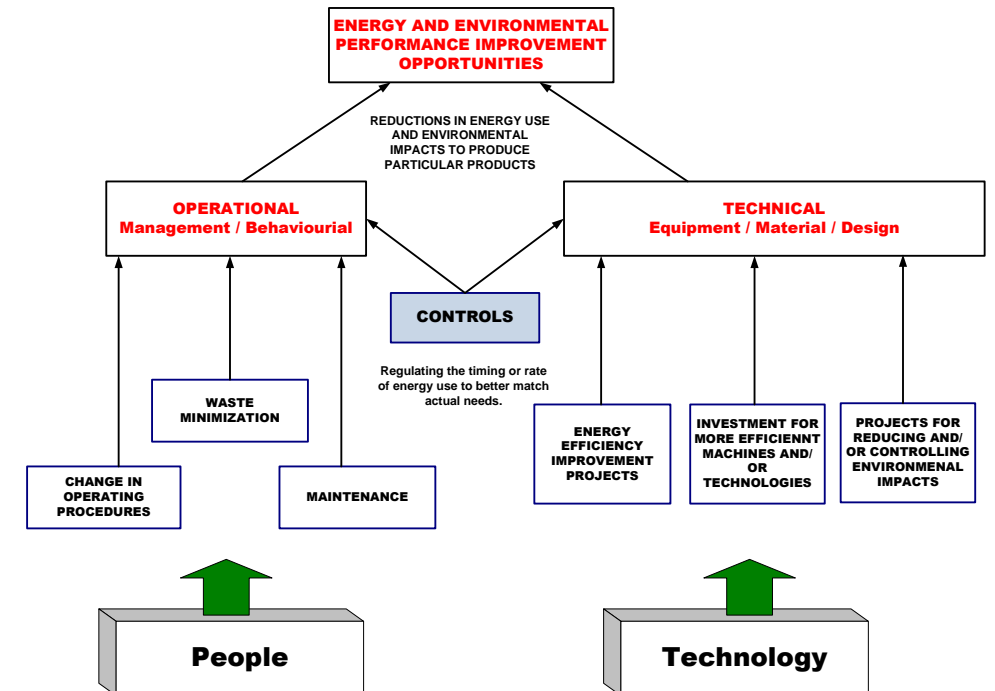 ENERGY AND ENVIRONMENTAL
PERFORMANCE IMPROVEMENT
OPPORTUNITIES
REDUCTIONS IN ENERGY USE
AND ENVIRONMENTAL
IMPACTS TO PRODUCE
PARTICULAR PRODUCTS
OPERATIONAL
Management / Behaviourial
TECHNICAL
Equipment / Material / Design
CONTROLS
Regulating the timing or rate
of energy use to better match
actual needs.
WASTE
MINIMIZATION
CHANGE IN
OPERATING
PROCEDURES
MAINTENANCE
ENERGY
EFFICIENCY
IMPROVEMENT
PROJECTS
INVESTMENT FOR
MORE EFFICIENNT
MACHINES AND/
OR
TECHNOLOGIES
PROJECTS FOR
REDUCING AND/
OR CONTROLLING
ENVIRONMENAL
IMPACTS
People
Technology